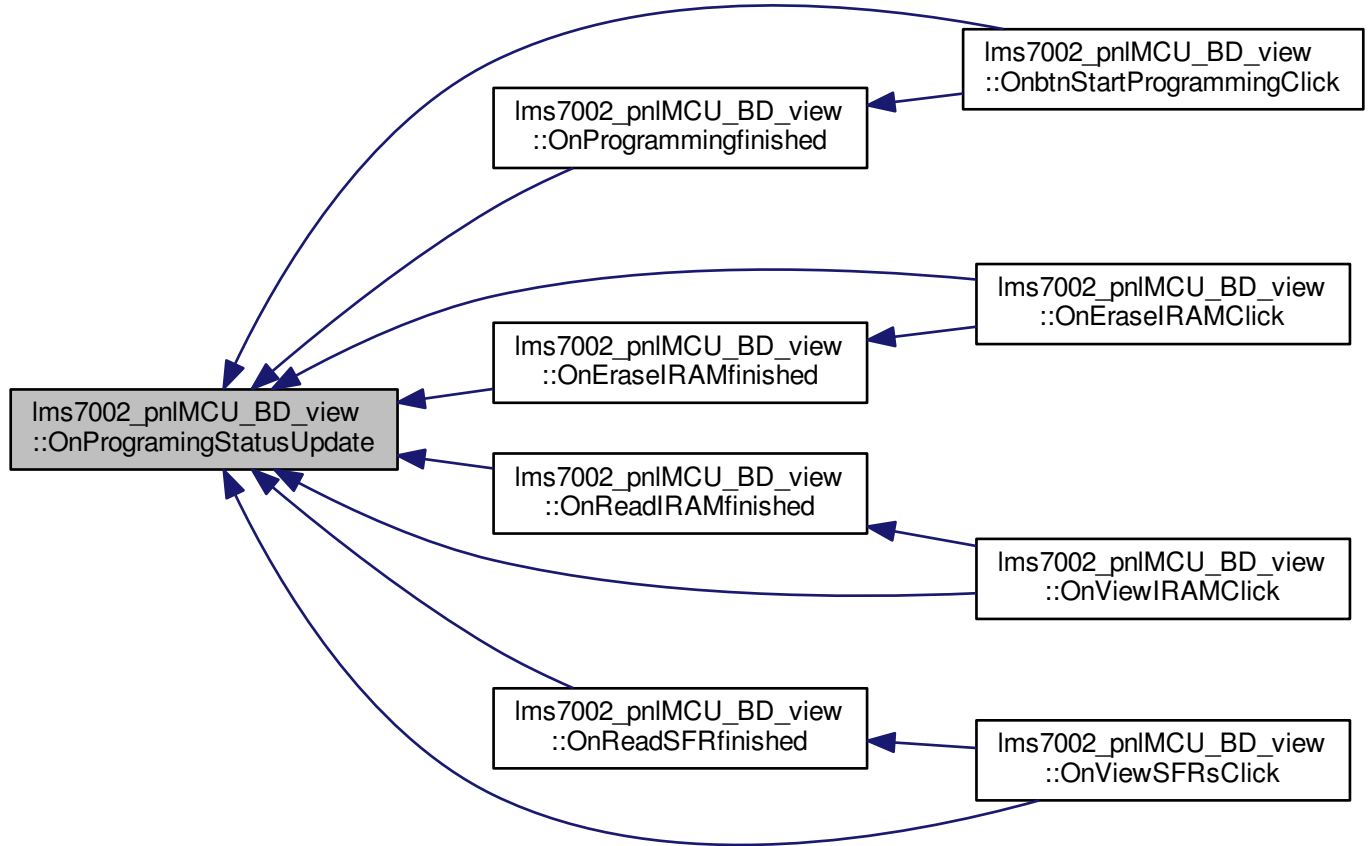 lms7002_pnlMCU_BD_view
::OnbtnStartProgrammingClick
lms7002_pnlMCU_BD_view
::OnProgrammingfinished
lms7002_pnlMCU_BD_view
::OnEraseIRAMClick
lms7002_pnlMCU_BD_view
::OnEraseIRAMfinished
lms7002_pnlMCU_BD_view
::OnProgramingStatusUpdate
lms7002_pnlMCU_BD_view
::OnReadIRAMfinished
lms7002_pnlMCU_BD_view
::OnViewIRAMClick
lms7002_pnlMCU_BD_view
::OnReadSFRfinished
lms7002_pnlMCU_BD_view
::OnViewSFRsClick